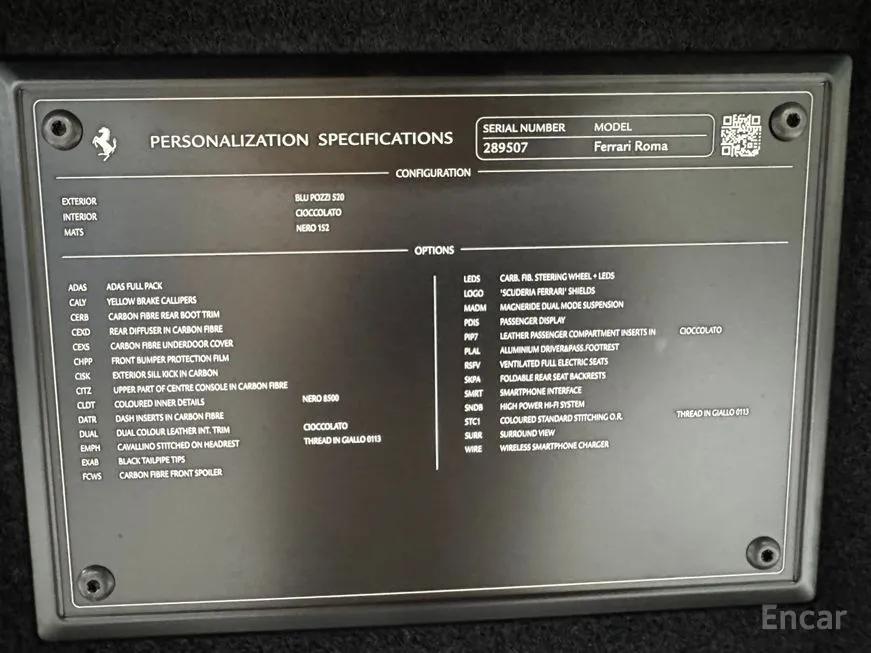 PERSONALIZATION SPECIFICATIONS
SERIAL NUMBER MODEL
289507 Ferrari Roma
CONFIGURATION
EXTERIOR BLU POZZI 520
INTERIOR CIOCCOLATO
MATS NERO 152
OPTIONS
ADAS ADAS FULL PACK
CALY YELLOW BRAKE CALLIPERS
CERB CARBON FIBRE REAR BOOT TRIM
CEXD REAR DIFFUSER IN CARBON FIBRE
CEXS CARBON FIBRE UNDERDOOR COVER
CHPP FRONT BUMPER PROTECTION FILM
CISK EXTERIOR SILL KICK IN CARBON
CITZ UPPER PART OF CENTRE CONSOLE IN CARBON FIBRE
CLDT COLOURED INNER DETAILS NERO 8500
DATR DASH INSERTS IN CARBON FIBRE
DUAL DUAL COLOUR LEATHER INT. TRIM CIOCCOLATO
EMPH CAVALLINO STITCHED ON HEADREST THREAD IN GIALLO 0113
EXAB BLACK TAILPIPE TIPS
FCWS CARBON FIBRE FRONT SPOILER
LEDS CARB. FIB. STEERING WHEEL + LEDS
LOGO 'SCUDERIA FERRARI' SHIELDS
MADM MAGNERIDE DUAL MODE SUSPENSION
PDIS PASSENGER DISPLAY
PIP7 LEATHER PASSENGER COMPARTMENT INSERTS IN CIOCCOLATO
PLAL ALUMINIUM DRIVER&PASS.FOOTREST
RSFV VENTILATED FULL ELECTRIC SEATS
SKPA FOLDABLE REAR SEAT BACKRESTS
SMRT SMARTPHONE INTERFACE
SNDB HIGH POWER HI-FI SYSTEM
STC1 COLOURED STANDARD STITCHING O.R. THREAD IN GIALLO 0113
SURR SURROUND VIEW
WIRE WIRELESS SMARTPHONE CHARGER
Encar